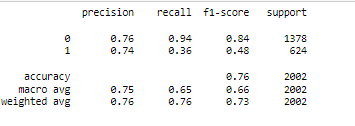 precision recall f1-score support
0 0.76 0.94 0.84 1378
1 0.74 0.36 0.48 624
accuracy 0.76 2002
macro avg 0.75 0.65 0.66 2002
weighted avg 0.76 0.76 0.73 2002